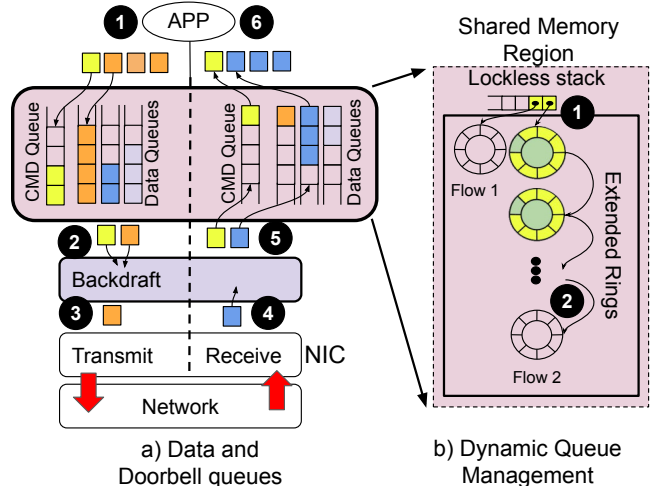 1
APP
6
CMD Queue
Data Queues
CMD Queue
Data Queues
2
5
Backdraft
3
4
Transmit
Receive
NIC
Network
a) Data and
Doorbell queues
Shared Memory
Region
Lockless stack
1
Flow 1
Extended Rings
2
Flow 2
b) Dynamic Queue
Management